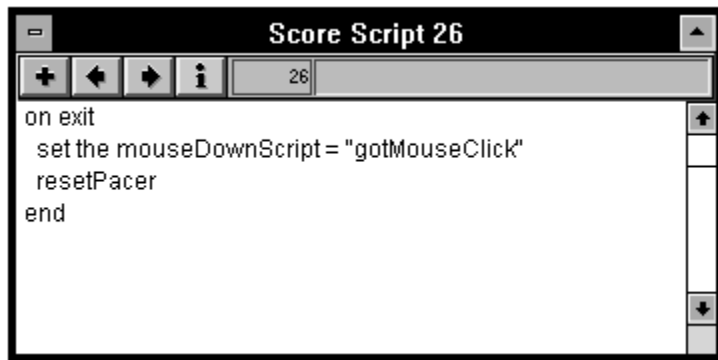 Score Script 26
26
on exit
set the mouseDownScript = "gotMouseClick"
resetPacer
end